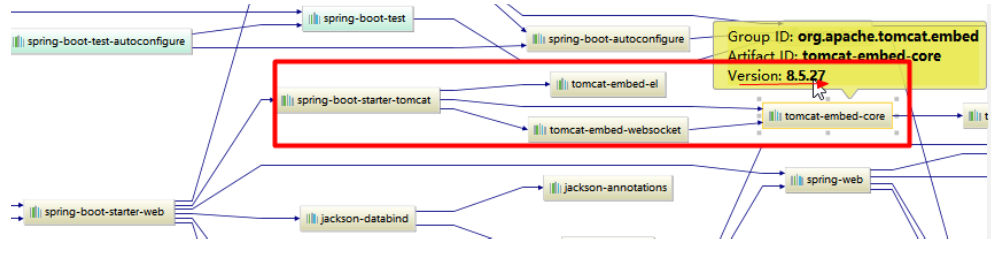 spring-boot-test
spring-boot-test-autoconfigure
spring-boot-autoconfigure
Group ID: org.apache.tomcat.embed
Artifact ID: tomcat-embed-core
Version: 8.5.27
tomcat-embed-el
spring-boot-starter-tomcat
tomcat-embed-core
tomcat-embed-websocket
spring-web
jackson-annotations
spring-boot-starter-web
jackson-databind